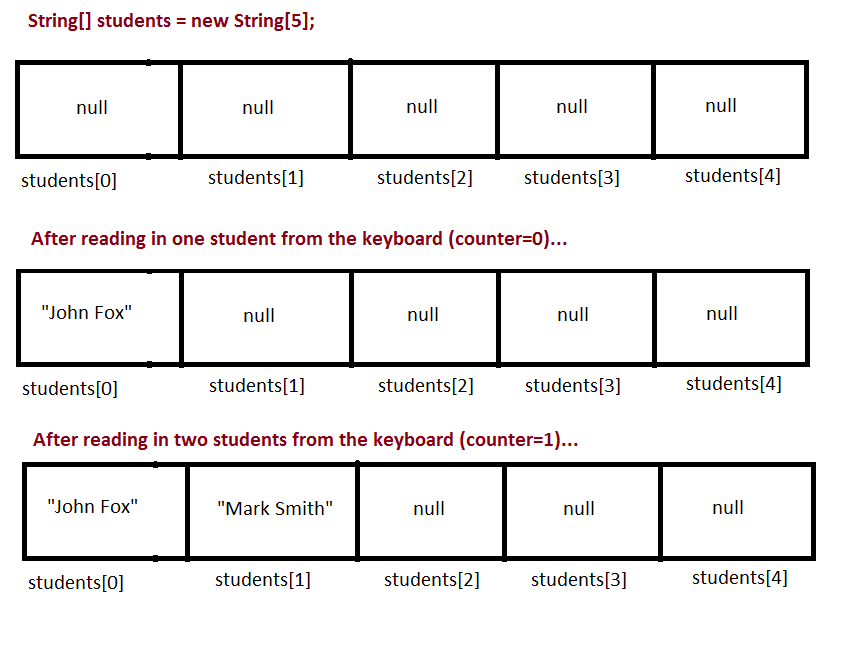 String[] students = new String[5];
null null null null null
students[0] students[1] students[2] students[3] students[4]
After reading in one student from the keyboard (counter=0)...
"John Fox" null null null null
students[0] students[1] students[2] students[3] students[4]
After reading in two students from the keyboard (counter=1)...
"John Fox" "Mark Smith" null null null
students[0] students[1] students[2] students[3] students[4]